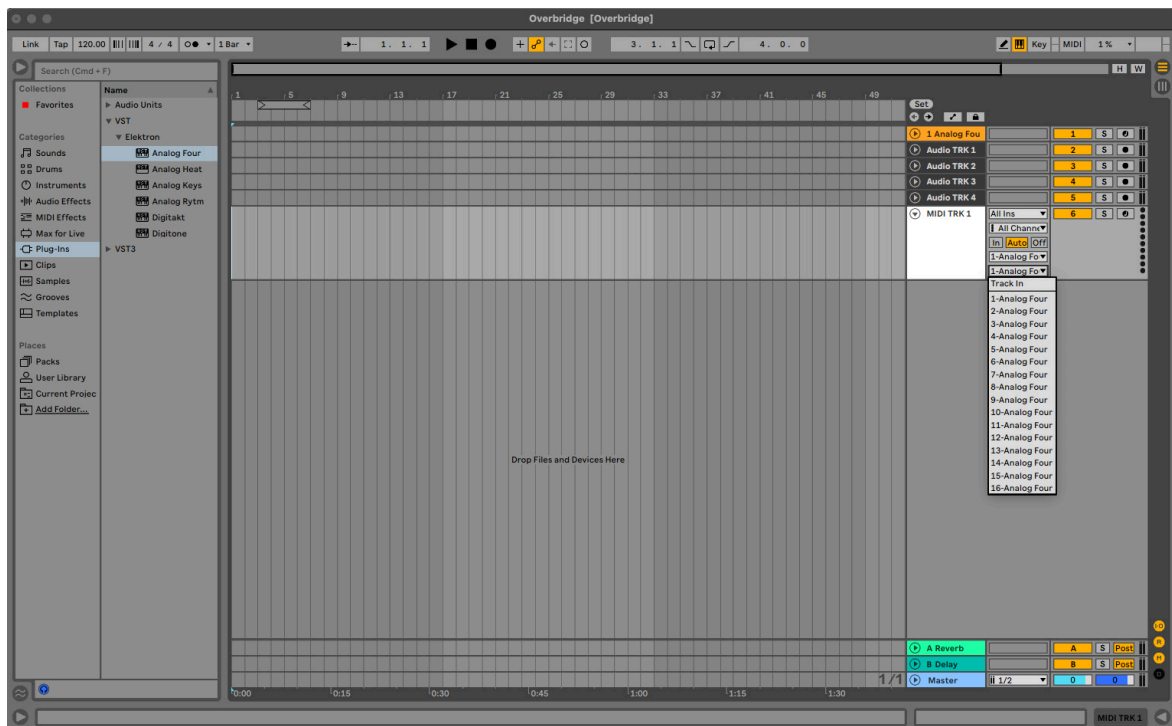 Overbridge [Overbridge]
Link Tap 120.00 4 / 4 1 Bar 1. 1. 1 3. 1. 1 4. 0. 0 Key MIDI 1 %
Search (Cmd + F)
H W
Collections
Favorites
Categories
Sounds
Drums
Instruments
Audio Effects
MIDI Effects
Max for Live
Plug-Ins
Clips
Samples
Grooves
Templates
Places
Packs
User Library
Current Projec
Add Folder...
Name
Audio Units
VST
Elektron
Analog Four
Analog Heat
Analog Keys
Analog Rytm
Digitakt
Digitone
VST3
1 5 9 13 17 21 25 29 33 37 41 45 49
Set
1 Analog Fou 1 S
Audio TRK 1 2 S
Audio TRK 2 3 S
Audio TRK 3 4 S
Audio TRK 4 5 S
MIDI TRK 1 All Ins 6 S
All Channe
In Auto Off
1-Analog Fo
1-Analog Fo
Track In
1-Analog Four
2-Analog Four
3-Analog Four
4-Analog Four
5-Analog Four
6-Analog Four
7-Analog Four
8-Analog Four
9-Analog Four
10-Analog Four
11-Analog Four
12-Analog Four
13-Analog Four
14-Analog Four
15-Analog Four
16-Analog Four
Drop Files and Devices Here
A Reverb A S Post
B Delay B S Post
1/1 Master 1/2 0 0
0:00 0:15 0:30 0:45 1:00 1:15 1:30
I·O
R
M
D
MIDI TRK 1